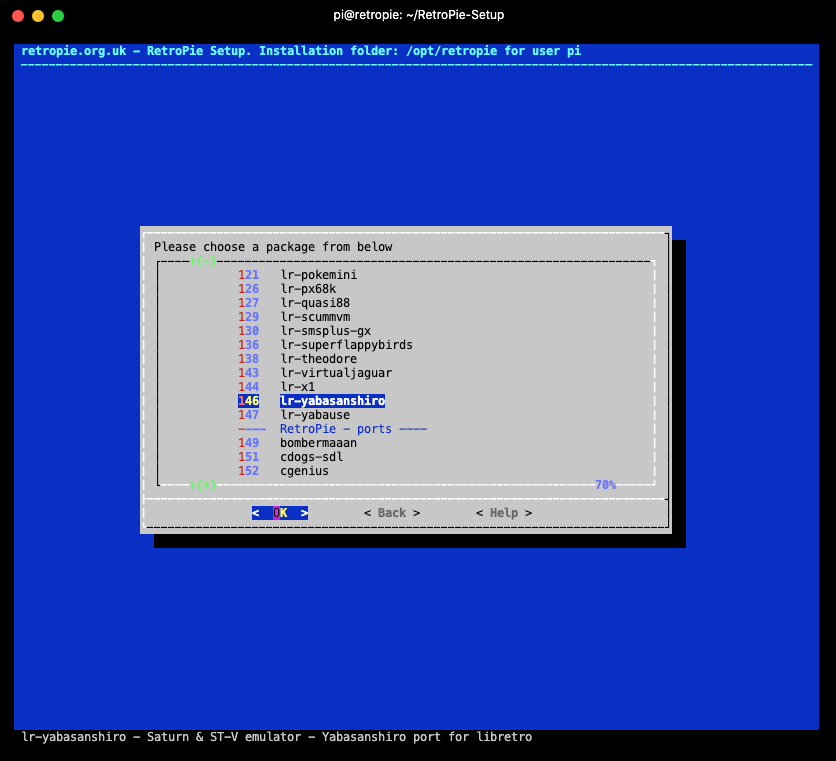 pi@retropie: ~/RetroPie-Setup
retropie.org.uk - RetroPie Setup. Installation folder: /opt/retropie for user pi
Please choose a package from below
↑(-)
121 lr-pokemini
126 lr-px68k
127 lr-quasi88
129 lr-scummvm
130 lr-smsplus-gx
136 lr-superflappybirds
138 lr-theodore
143 lr-virtualjaguar
144 lr-x1
146 lr-yabasanshiro
147 lr-yabause
---- RetroPie - ports ----
149 bombermaaan
151 cdogs-sdl
152 cgenius
↓(+) 70%
< OK > < Back > < Help >
lr-yabasanshiro - Saturn & ST-V emulator - Yabasanshiro port for libretro